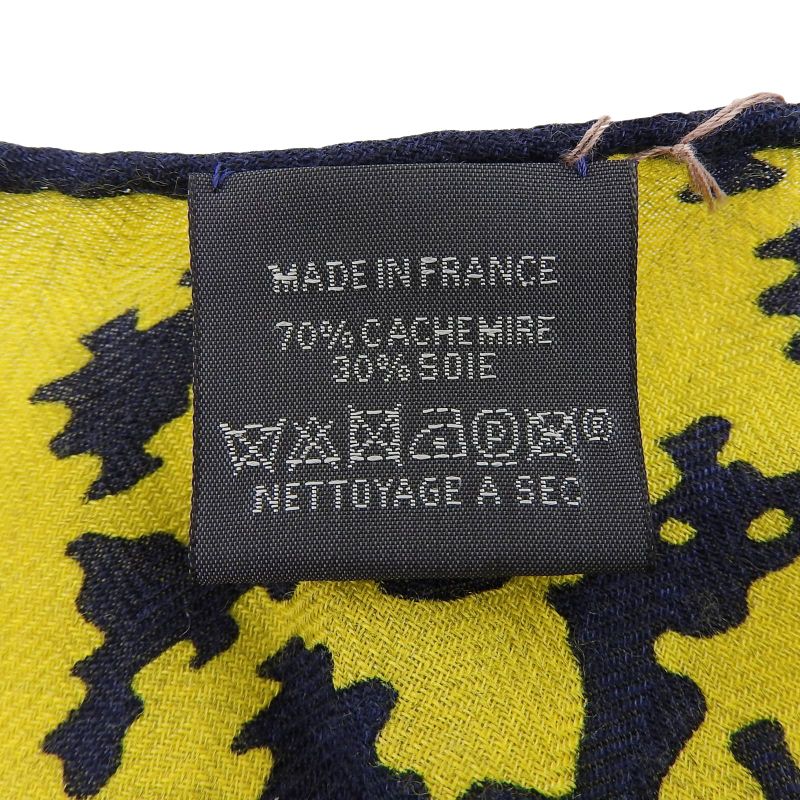 MADE IN FRANCE
70% CACHEMIRE
30% SOIE
P ®
NETTOYAGE A SEC